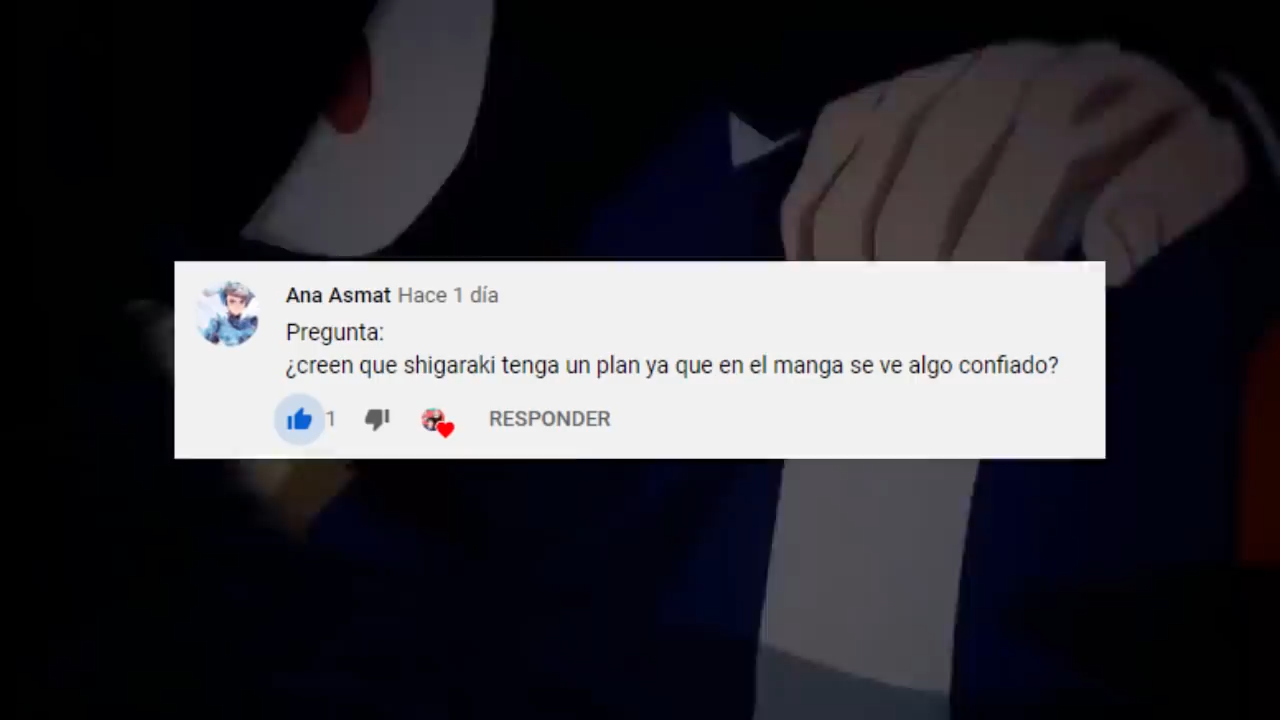 Ana Asmat Hace 1 día
Pregunta:
¿creen que shigaraki tenga un plan ya que en el manga se ve algo confiado?
1 RESPONDER